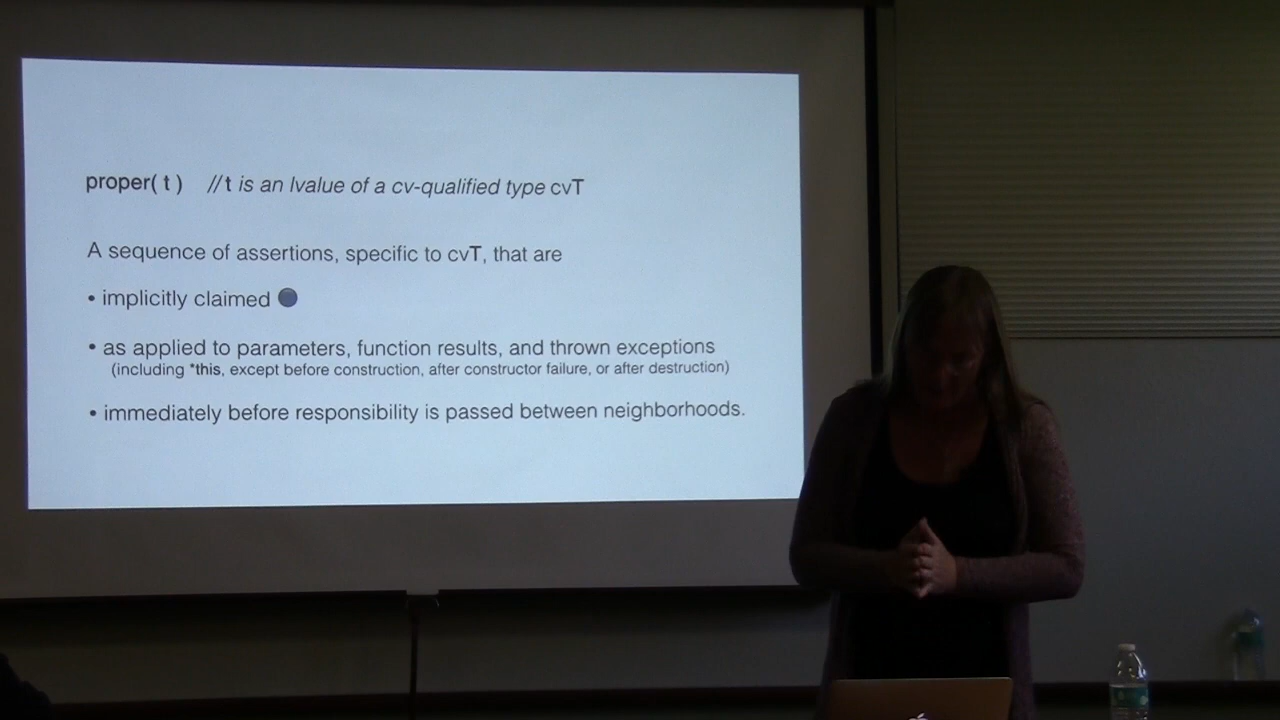 proper( t ) // t is an lvalue of a cv-qualified type cvT
A sequence of assertions, specific to cvT, that are
• implicitly claimed
• as applied to parameters, function results, and thrown exceptions
(including *this, except before construction, after constructor failure, or after destruction)
• immediately before responsibility is passed between neighborhoods.